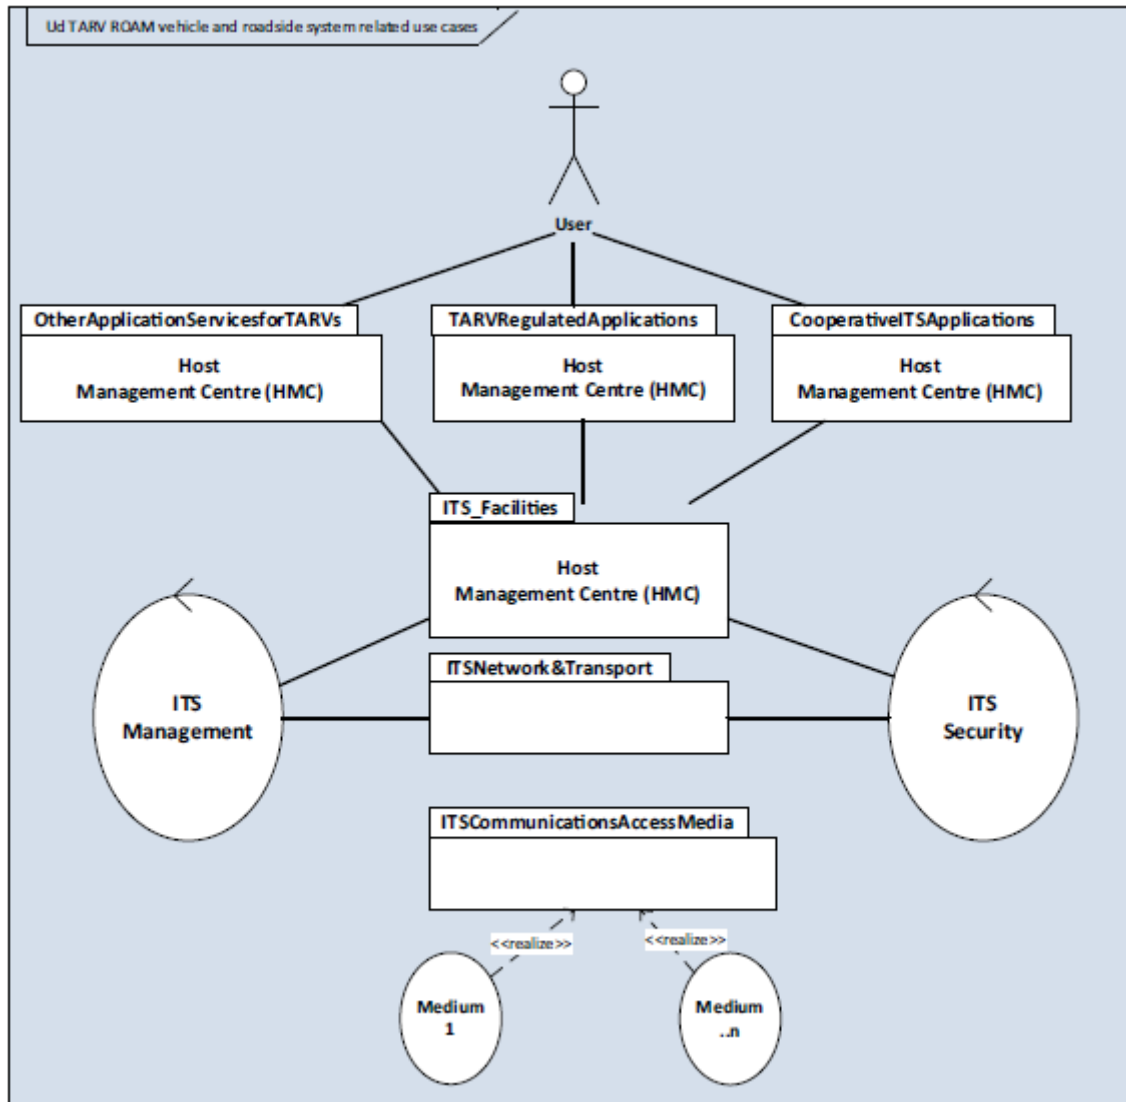 Ud TARV ROAM vehicle and roadside system related use cases
User
OtherApplicationServicesforTARVs
Host
Management Centre (HMC)
TARVRegulatedApplications
Host
Management Centre (HMC)
CooperativeITSApplications
Host
Management Centre (HMC)
ITS_Facilities
Host
Management Centre (HMC)
ITS
Management
ITSNetwork&Transport
ITS
Security
ITSCommunicationsAccessMedia
<<realize>>
<<realize>>
Medium
1
Medium
..n